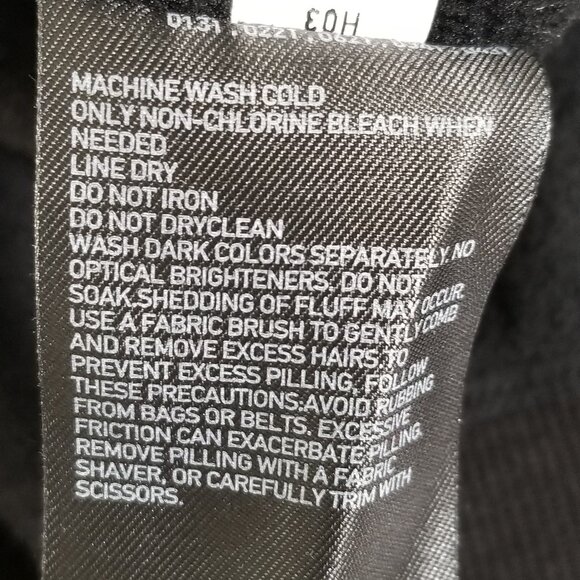 H03
MACHINE WASH COLD
ONLY NON-CHLORINE BLEACH WHEN
NEEDED
LINE DRY
DO NOT IRON
DO NOT DRYCLEAN
WASH DARK COLORS SEPARATELY. NO
OPTICAL BRIGHTENERS. DO NOT
SOAK.SHEDDING OF FLUFF MAY OCCUR.
USE A FABRIC BRUSH TO GENTLY COMB
AND REMOVE EXCESS HAIRS TO
PREVENT EXCESS PILLING. FOLLOW
THESE PRECAUTIONS..AVOID RUBBING
FROM BAGS OR BELTS. EXCESSIVE
FRICTION CAN EXACERBATE PILLING.
REMOVE PILLING WITH A FABRIC
SHAVER, OR CAREFULLY TRIM WITH
SCISSORS.